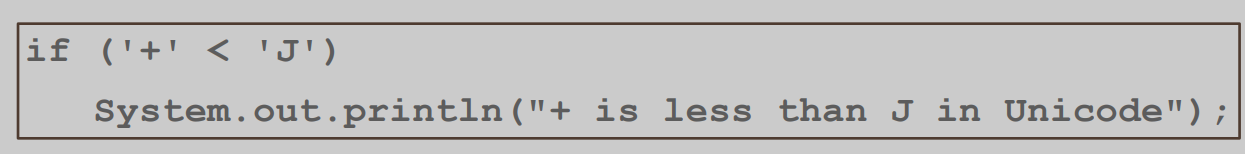 if ('+' < 'J')
System.out.println("+ is less than J in Unicode");